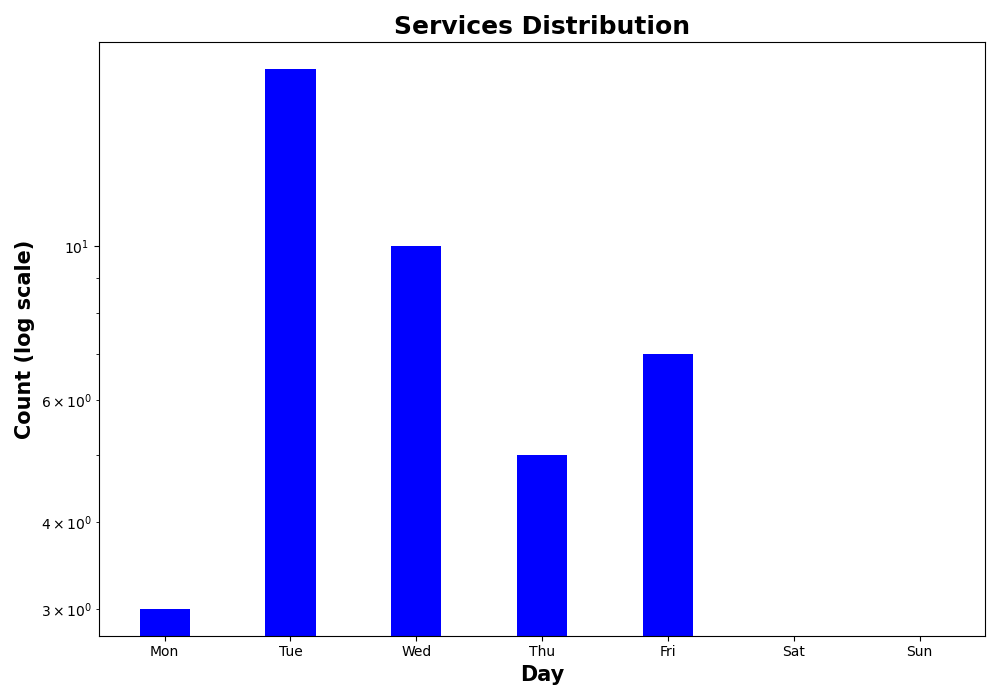 Services Distribution
Count (log scale)
10¹
6 × 10⁰
4 × 10⁰
3 × 10⁰
Mon Tue Wed Thu Fri Sat Sun
Day